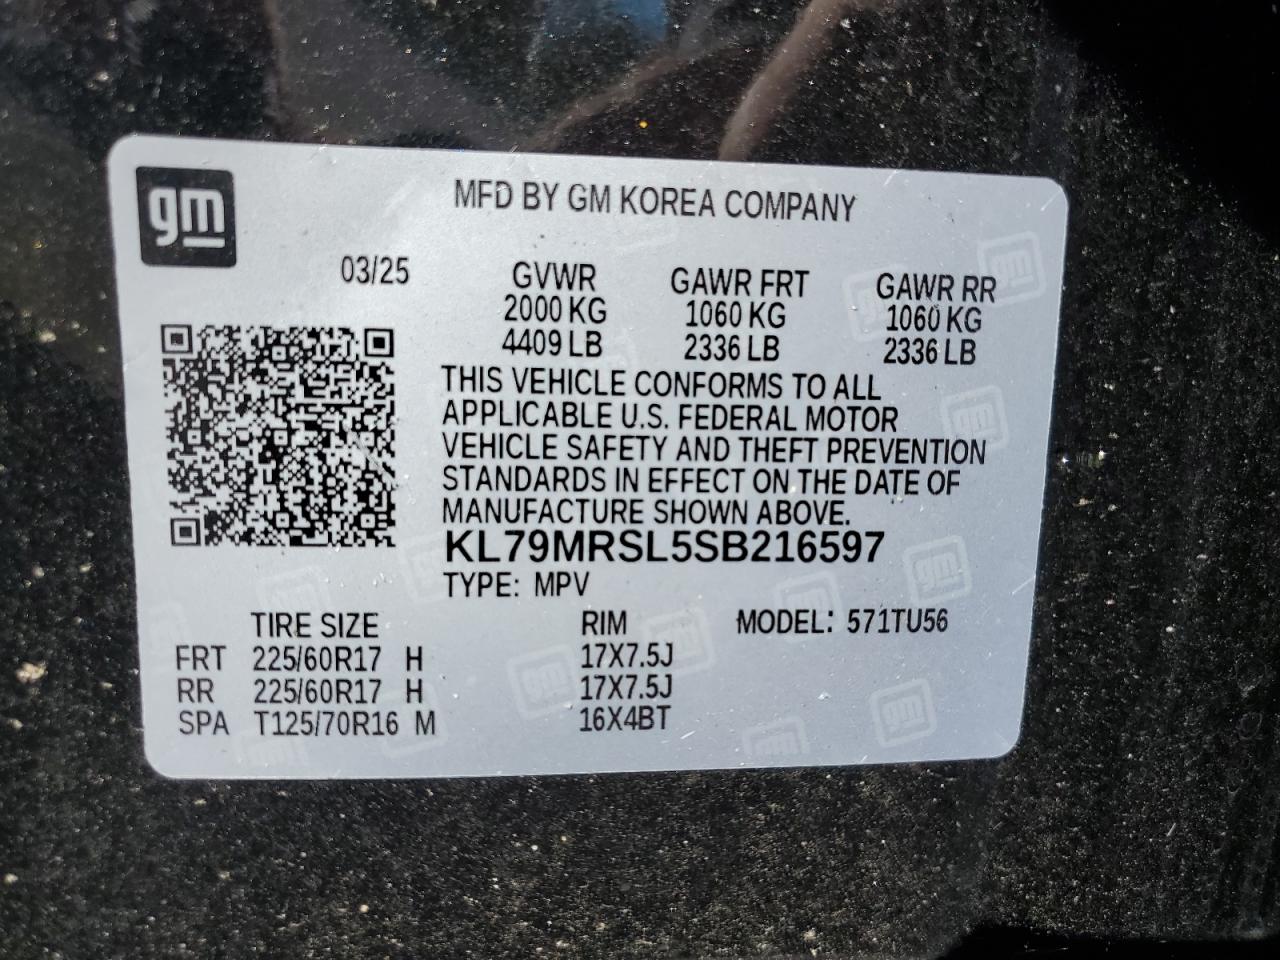 gm
MFD BY GM KOREA COMPANY
03/25
GVWR GAWR FRT GAWR RR
2000 KG 1060 KG 1060 KG
4409 LB 2336 LB 2336 LB
THIS VEHICLE CONFORMS TO ALL
APPLICABLE U.S. FEDERAL MOTOR
VEHICLE SAFETY AND THEFT PREVENTION
STANDARDS IN EFFECT ON THE DATE OF
MANUFACTURE SHOWN ABOVE.
KL79MRSL5SB216597
TYPE: MPV
TIRE SIZE RIM MODEL: 571TU56
FRT 225/60R17 H 17X7.5J
RR 225/60R17 H 17X7.5J
SPA T125/70R16 M 16X4BT